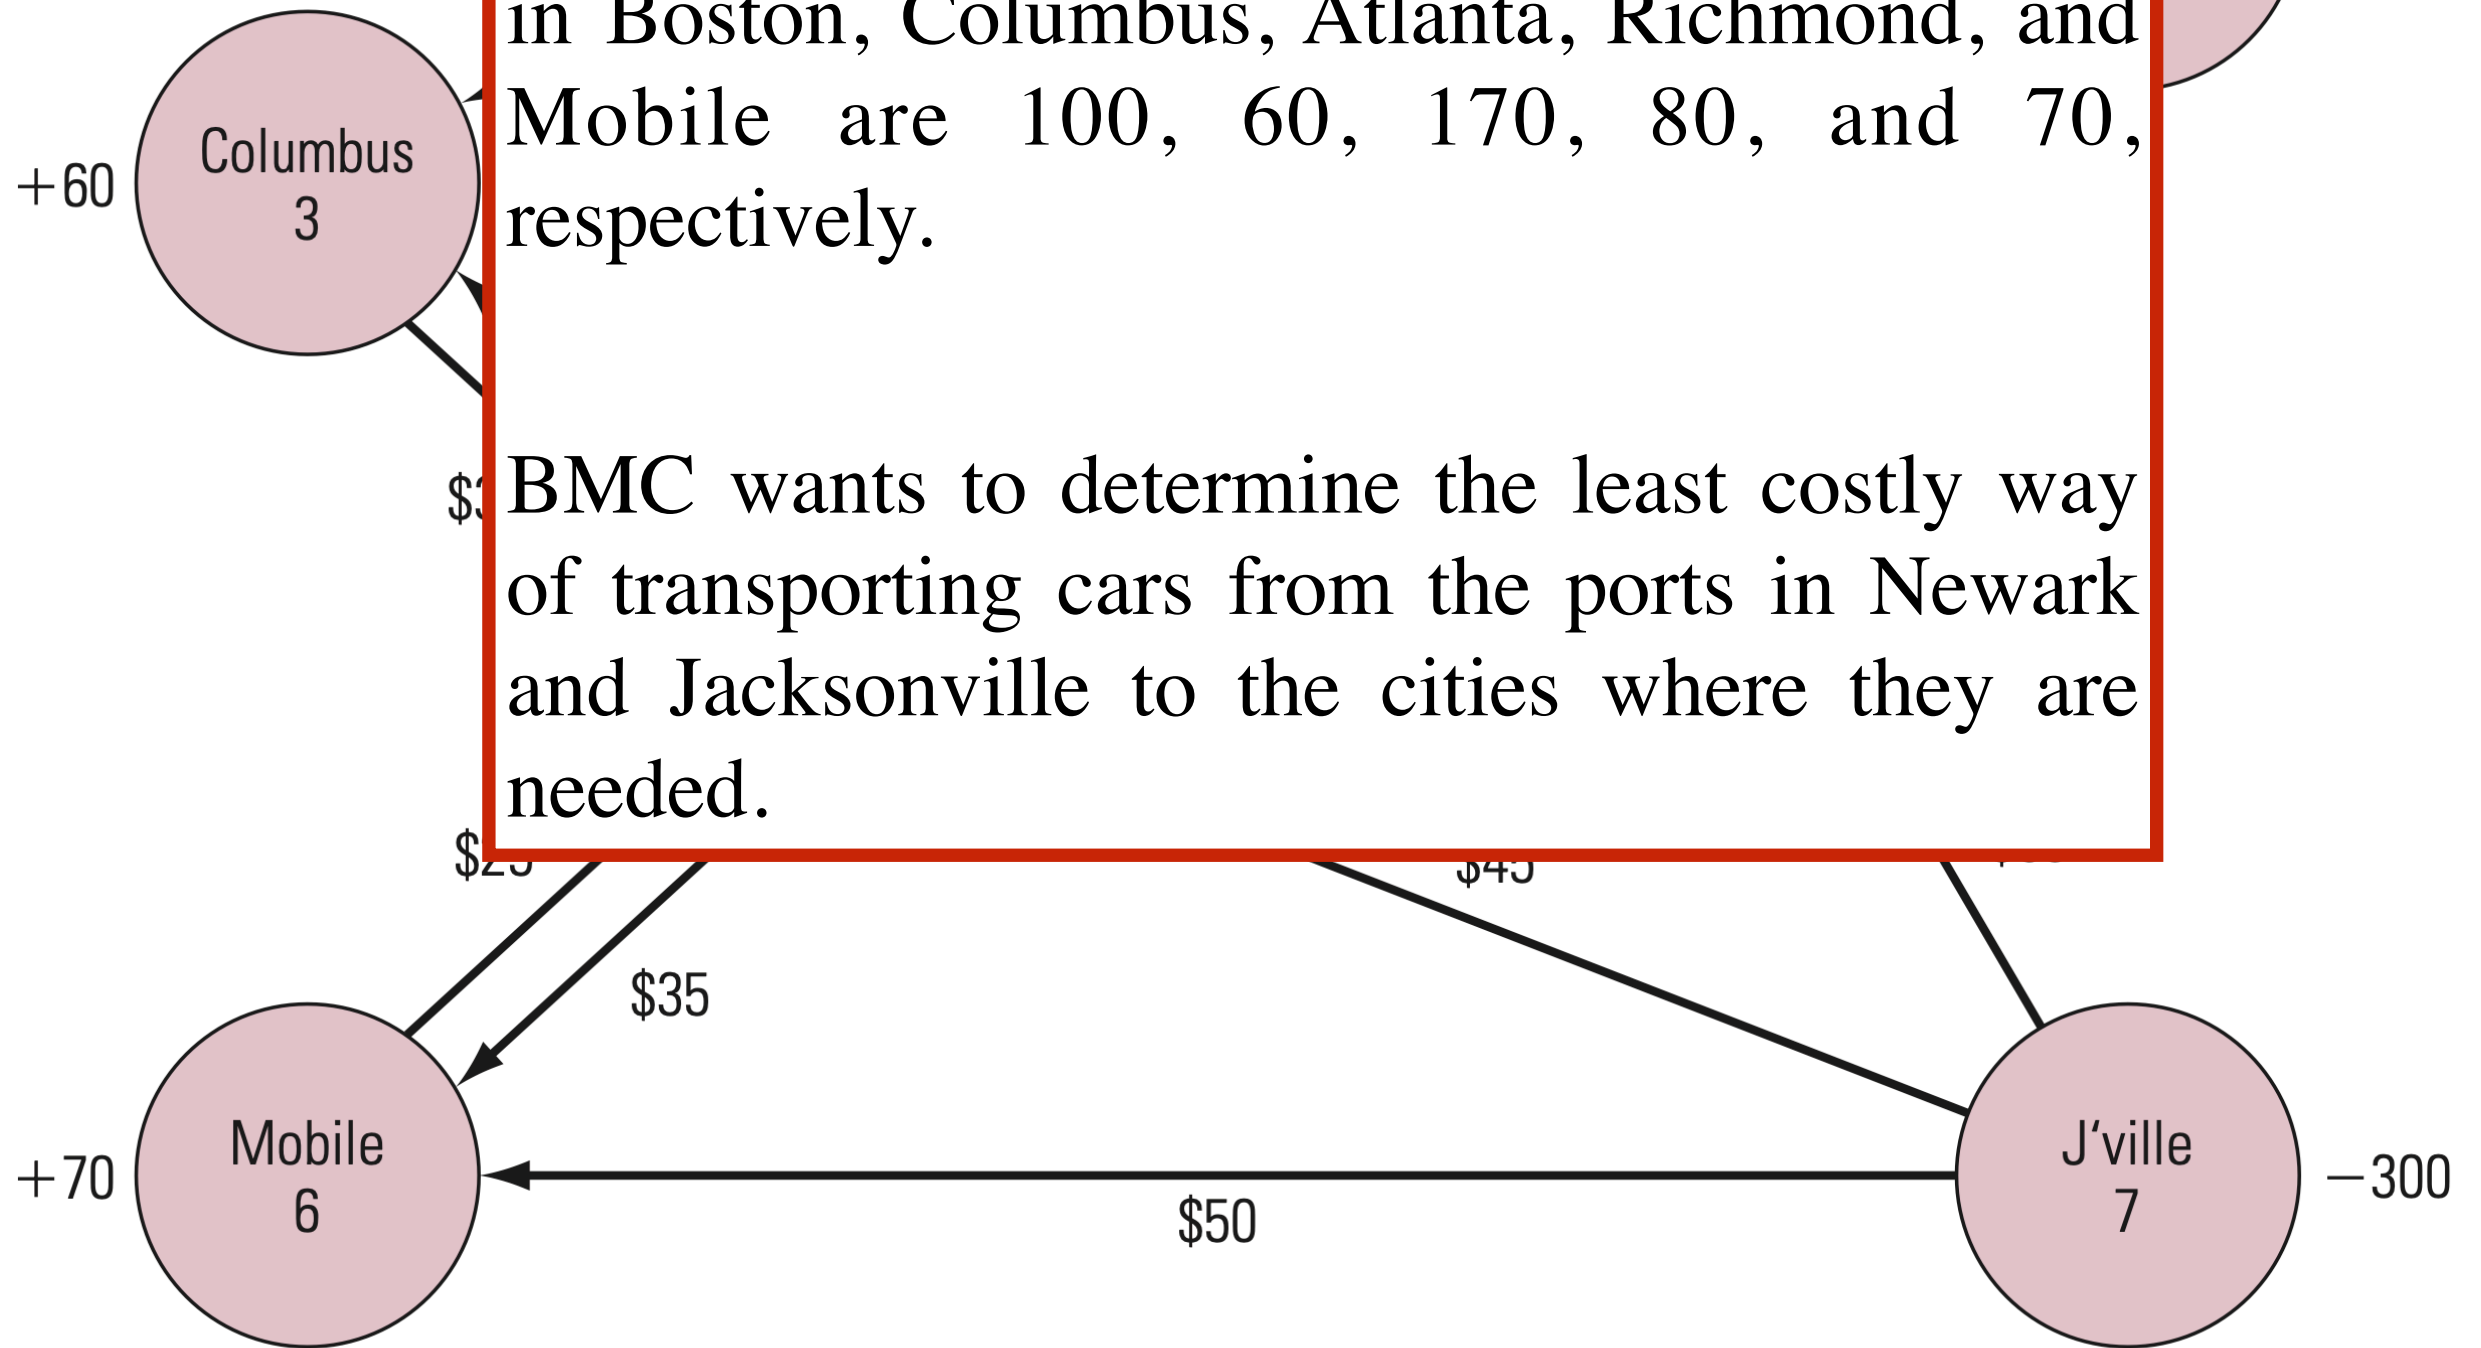 in Boston, Columbus, Atlanta, Richmond, and
Mobile are 100, 60, 170, 80, and 70,
respectively.
BMC wants to determine the least costly way
of transporting cars from the ports in Newark
and Jacksonville to the cities where they are
needed.
+60
Columbus
3
$45
$35
+70
Mobile
6
$50
J‘ville
7
−300